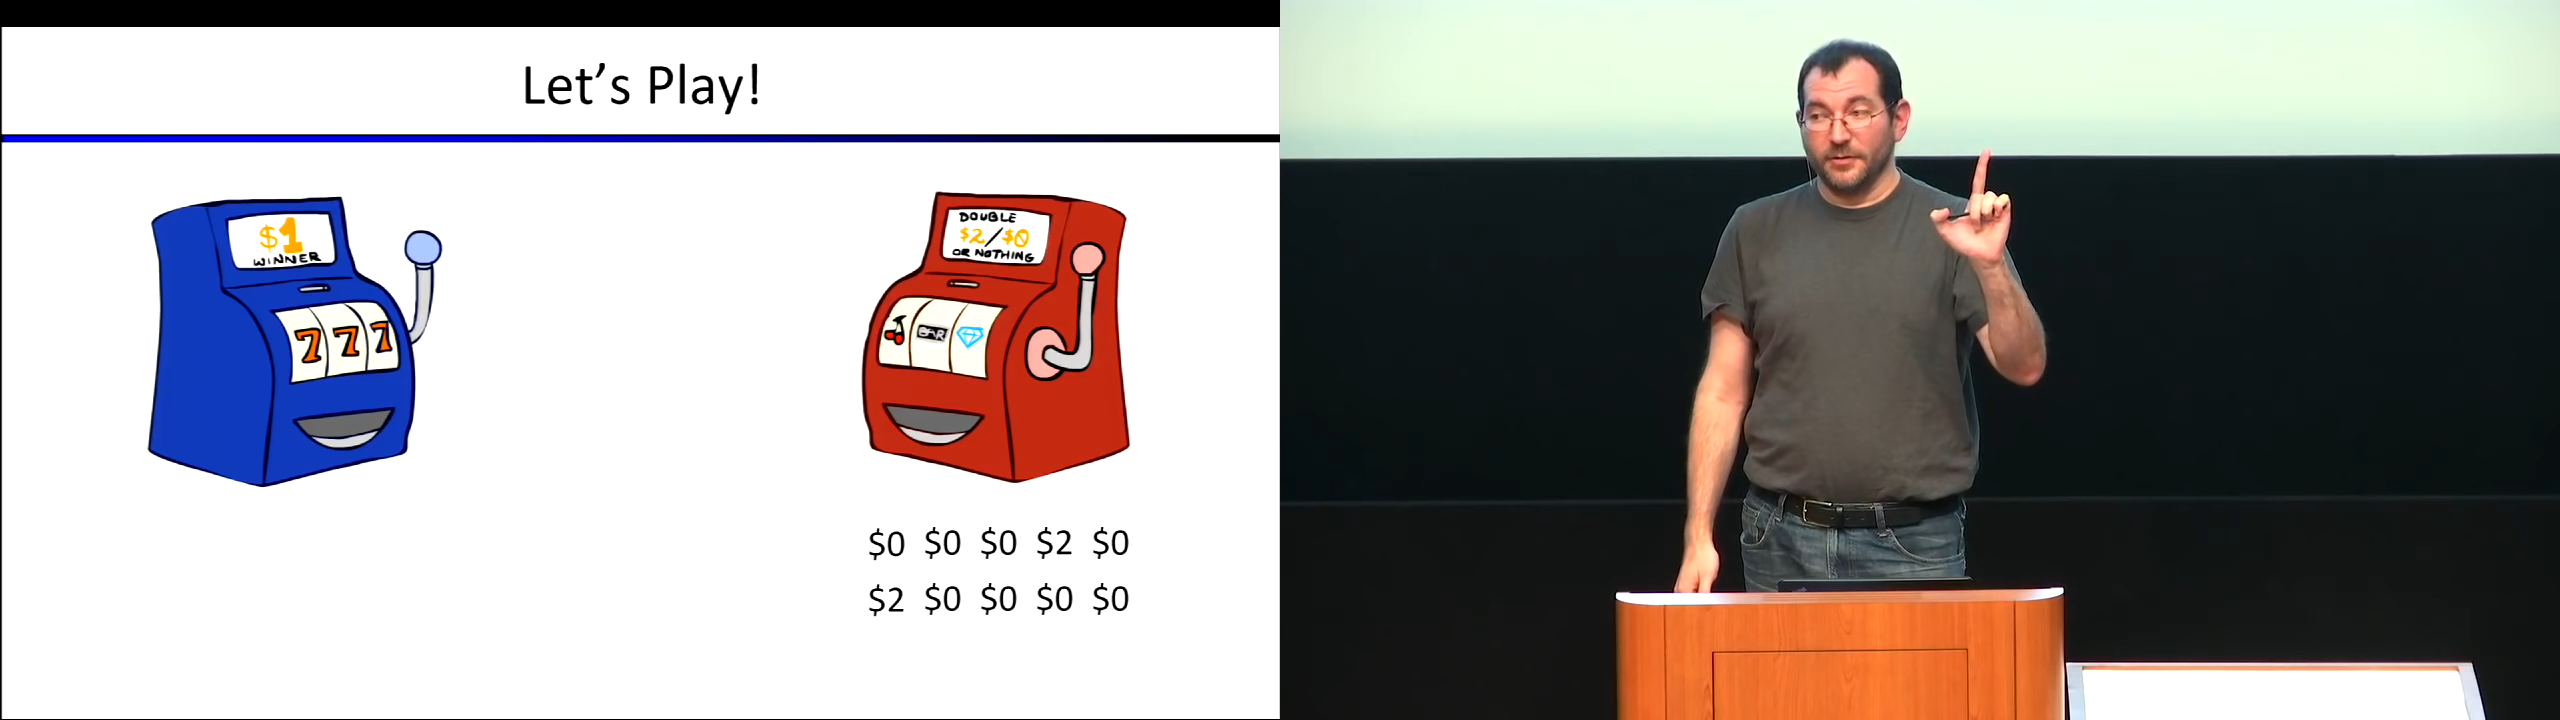 Let's Play!
$1
WINNER
777
DOUBLE
$2/$0
OR NOTHING
BAR
$0 $0 $0 $2 $0
$2 $0 $0 $0 $0